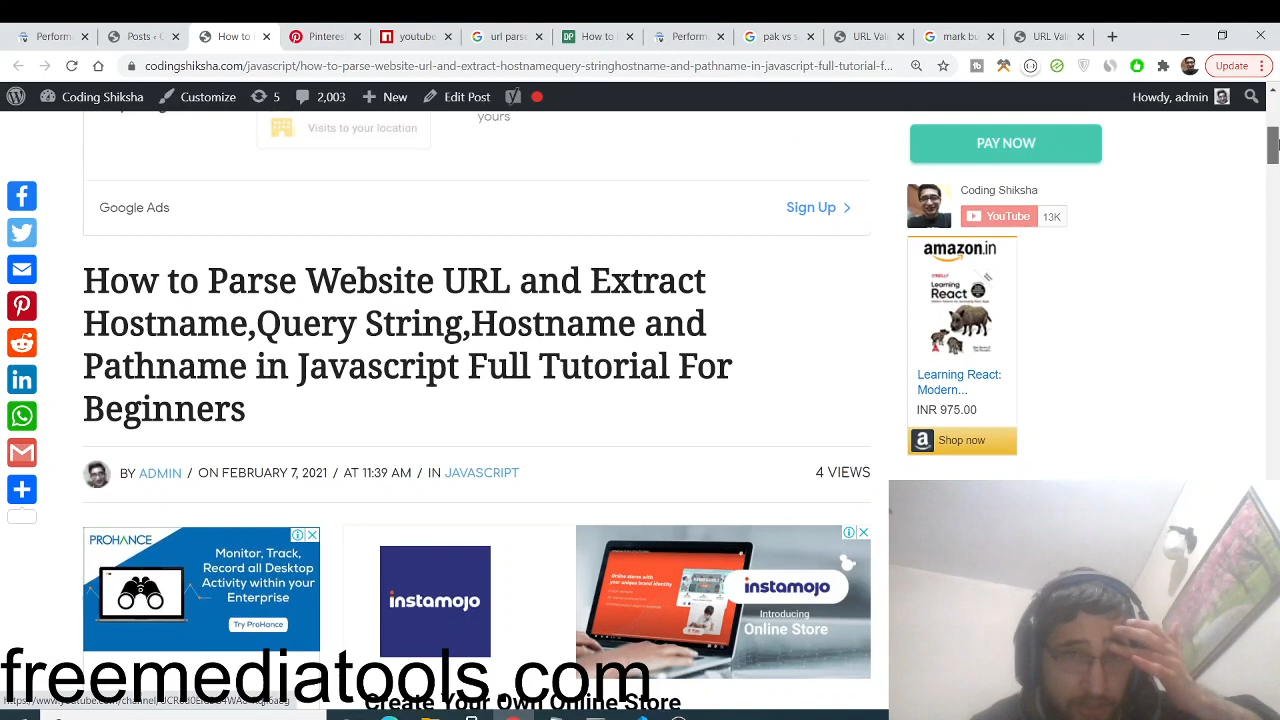 Perform
Posts ‹ C
How to
Pinteres
youtube
url parse
How to
Perform
pak vs s
URL Val
mark bu
URL Val
codingshiksha.com/javascript/how-to-parse-website-url-and-extract-hostnamequery-stringhostname-and-pathname-in-javascript-full-tutorial-f...
Update
Coding Shiksha
Customize
5
2,003
New
Edit Post
Howdy, admin
Visits to your location
yours
Google Ads
Sign Up
PAY NOW
Coding Shiksha
YouTube
13K
amazon.in
Learning
React
Learning React:
Modern...
INR 975.00
Shop now
How to Parse Website URL and Extract
Hostname,Query String,Hostname and
Pathname in Javascript Full Tutorial For
Beginners
BY ADMIN / ON FEBRUARY 7, 2021 / AT 11:39 AM / IN JAVASCRIPT
4 VIEWS
PROHANCE
Monitor, Track,
Record all Desktop
Activity within your
Enterprise
Try ProHance
instamojo
instamojo
Introducing
Online Store
freemediatools.com
Create Your Own Online Store